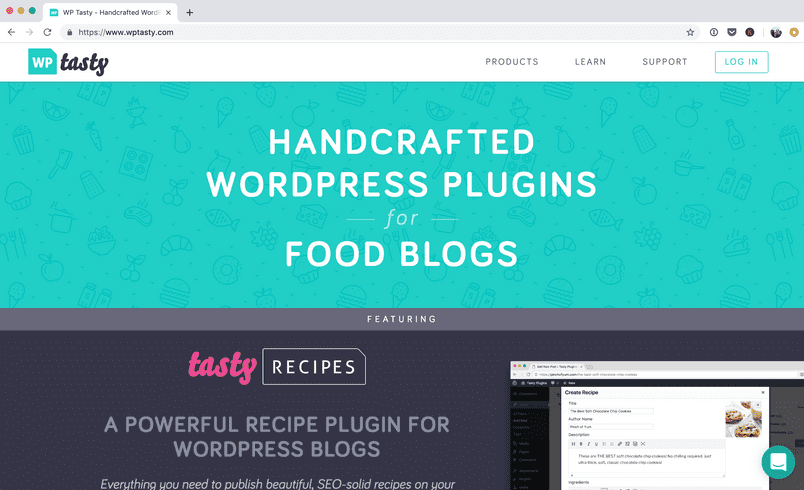 WP Tasty - Handcrafted WordP
https://www.wptasty.com
WP tasty
PRODUCTS
LEARN
SUPPORT
LOG IN
HANDCRAFTED
WORDPRESS PLUGINS
for
FOOD BLOGS
FEATURING
tasty RECIPES
A POWERFUL RECIPE PLUGIN FOR
WORDPRESS BLOGS
Everything you need to publish beautiful, SEO-solid recipes on your
Create Recipe
Title
The Best Soft Chocolate Chip Cookies
Author Name
Pinch of Yum
Description
These are THE BEST soft chocolate chip cookies! No chilling required. Just
ultra thick, soft, classic chocolate chip cookies!
Ingredients